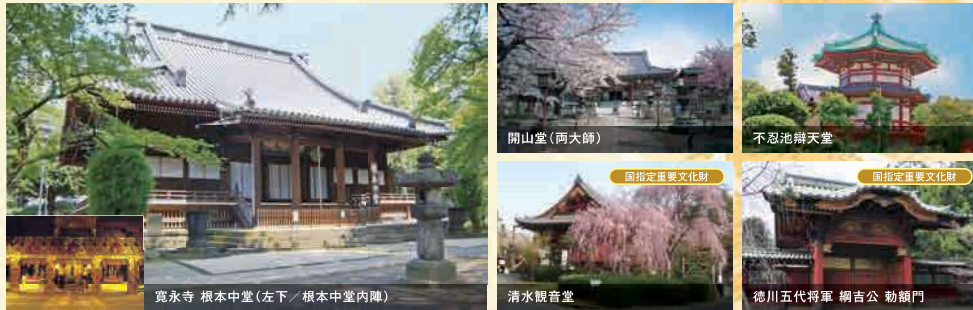 開山堂(両大師)
不忍池辯天堂
国指定重要文化財
国指定重要文化財
寛永寺 根本中堂(左下／根本中堂内陣)
清水観音堂
徳川五代将軍 綱吉公 勅額門